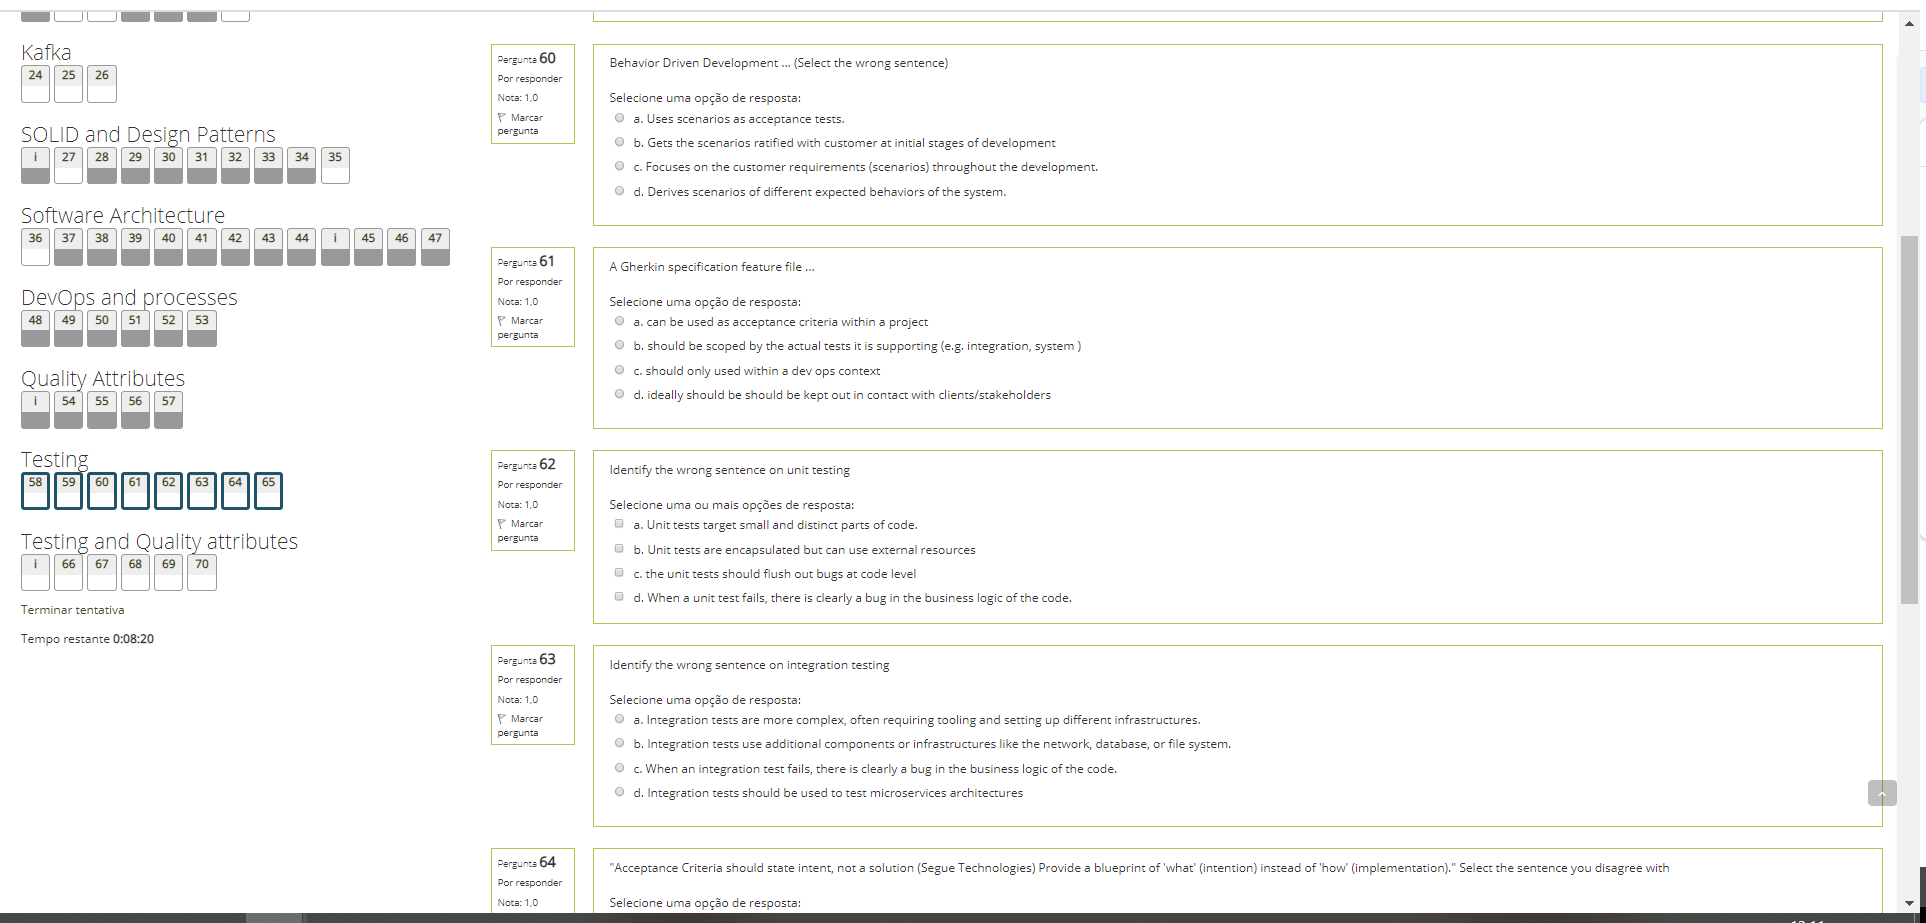 Kafka
24 25 26
SOLID and Design Patterns
i 27 28 29 30 31 32 33 34 35
Software Architecture
36 37 38 39 40 41 42 43 44 i 45 46 47
DevOps and processes
48 49 50 51 52 53
Quality Attributes
i 54 55 56 57
Testing
58 59 60 61 62 63 64 65
Testing and Quality attributes
i 66 67 68 69 70
Terminar tentativa
Tempo restante 0:08:20
Pergunta 60
Por responder
Nota: 1,0
Marcar
pergunta
Behavior Driven Development ... (Select the wrong sentence)
Selecione uma opção de resposta:
a. Uses scenarios as acceptance tests.
b. Gets the scenarios ratified with customer at initial stages of development
c. Focuses on the customer requirements (scenarios) throughout the development.
d. Derives scenarios of different expected behaviors of the system.
Pergunta 61
Por responder
Nota: 1,0
Marcar
pergunta
A Gherkin specification feature file ...
Selecione uma opção de resposta:
a. can be used as acceptance criteria within a project
b. should be scoped by the actual tests it is supporting (e.g. integration, system )
c. should only used within a dev ops context
d. ideally should be should be kept out in contact with clients/stakeholders
Pergunta 62
Por responder
Nota: 1,0
Marcar
pergunta
Identify the wrong sentence on unit testing
Selecione uma ou mais opções de resposta:
a. Unit tests target small and distinct parts of code.
b. Unit tests are encapsulated but can use external resources
c. the unit tests should flush out bugs at code level
d. When a unit test fails, there is clearly a bug in the business logic of the code.
Pergunta 63
Por responder
Nota: 1,0
Marcar
pergunta
Identify the wrong sentence on integration testing
Selecione uma opção de resposta:
a. Integration tests are more complex, often requiring tooling and setting up different infrastructures.
b. Integration tests use additional components or infrastructures like the network, database, or file system.
c. When an integration test fails, there is clearly a bug in the business logic of the code.
d. Integration tests should be used to test microservices architectures
Pergunta 64
Por responder
Nota: 1,0
"Acceptance Criteria should state intent, not a solution (Segue Technologies) Provide a blueprint of 'what' (intention) instead of 'how' (implementation)." Select the sentence you disagree with
Selecione uma opção de resposta: